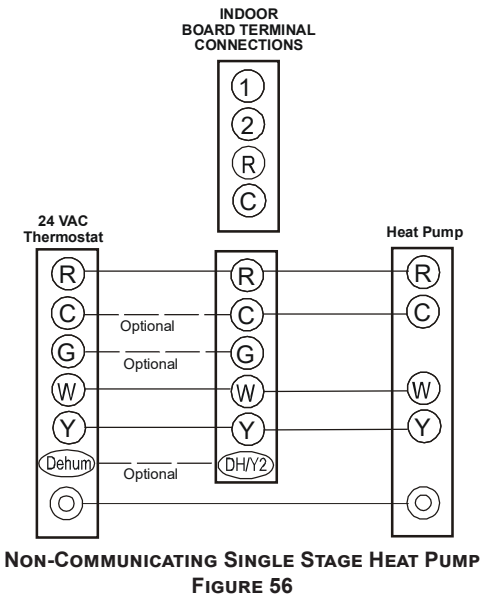 INDOOR
BOARD TERMINAL
CONNECTIONS
1
2
R
C
24 VAC
Thermostat
Heat Pump
R R R
C Optional C C
G Optional G
W W W
Y Y Y
Dehum Optional DH/Y2
O O
NON-COMMUNICATING SINGLE STAGE HEAT PUMP
FIGURE 56